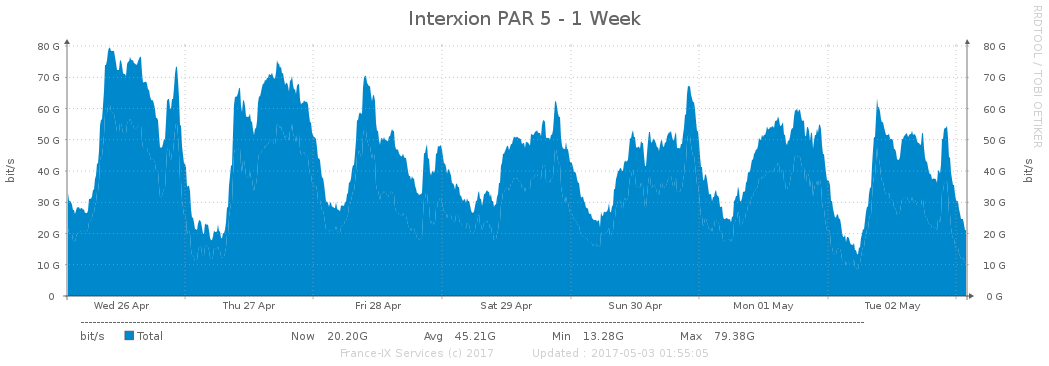 Interxion PAR 5 - 1 Week
RRDTOOL / TOBI OETIKER
80 G 80 G
70 G 70 G
60 G 60 G
50 G 50 G
40 G 40 G
30 G 30 G
20 G 20 G
10 G 10 G
0 0 G
bit/s
bit/s
Wed 26 Apr Thu 27 Apr Fri 28 Apr Sat 29 Apr Sun 30 Apr Mon 01 May Tue 02 May
bit/s Total Now 20.20G Avg 45.21G Min 13.28G Max 79.38G
France-IX Services (c) 2017 Updated : 2017-05-03 01:55:05